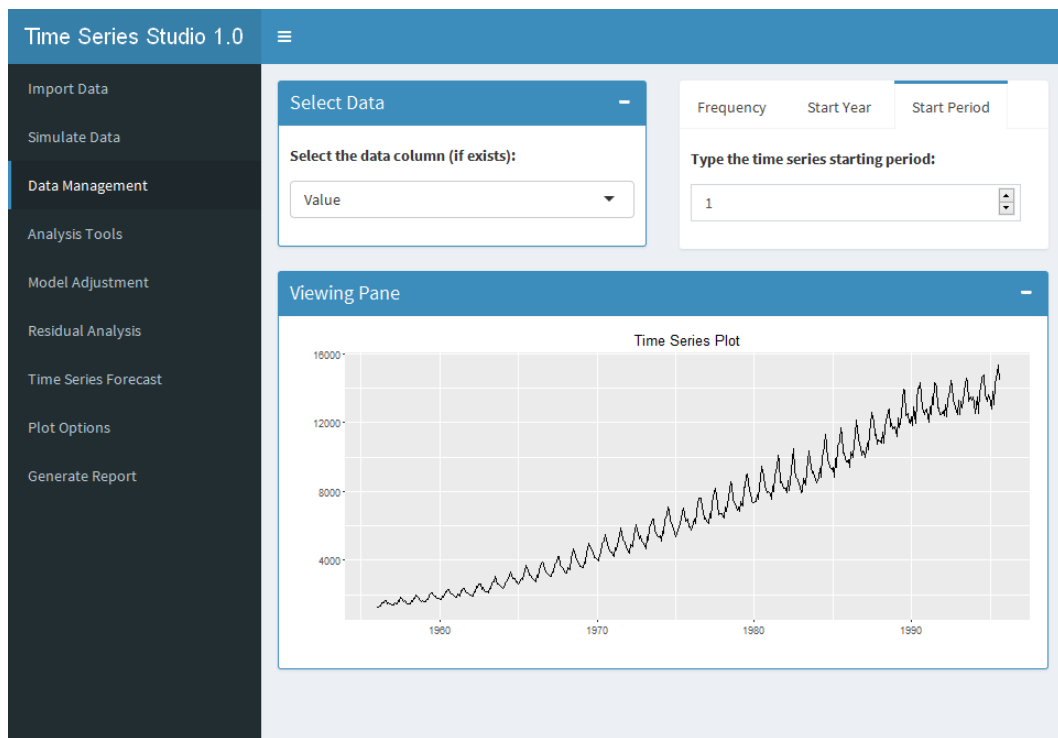 Time Series Studio 1.0
Import Data
Simulate Data
Data Management
Analysis Tools
Model Adjustment
Residual Analysis
Time Series Forecast
Plot Options
Generate Report
Select Data
Select the data column (if exists):
Value
Frequency Start Year Start Period
Type the time series starting period:
1
Viewing Pane
Time Series Plot
16000
12000
8000
4000
1960 1970 1980 1990